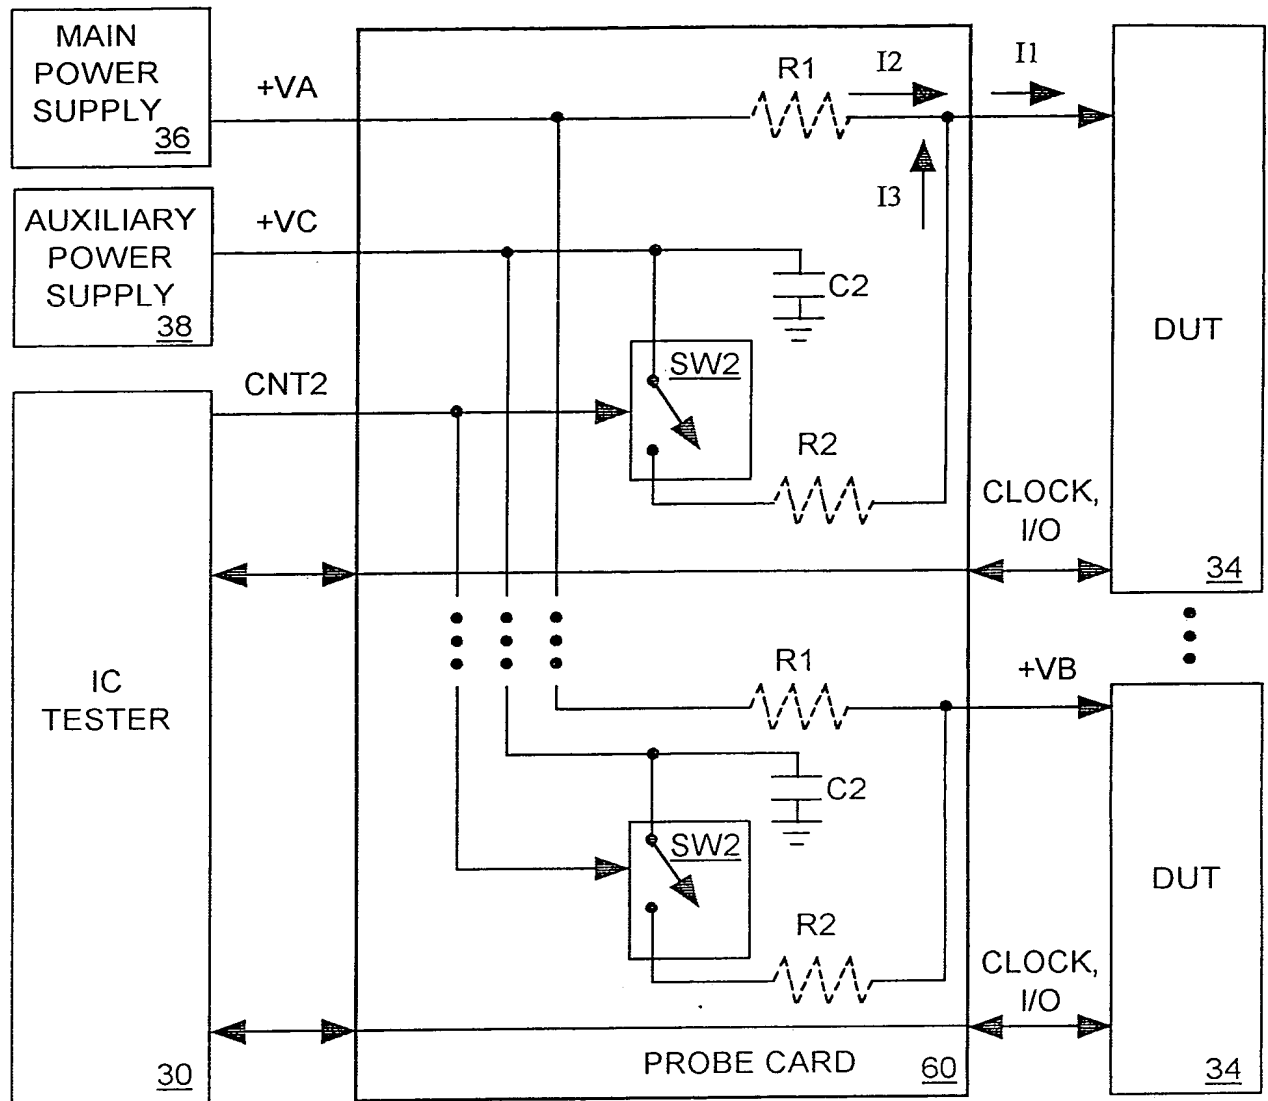 MAIN
POWER
SUPPLY
36
+VA
R1
I2
I1
I3
AUXILIARY
POWER
SUPPLY
38
+VC
C2
DUT
CNT2
SW2
R2
CLOCK,
I/O
34
IC
TESTER
R1
+VB
C2
SW2
DUT
R2
CLOCK,
I/O
30
PROBE CARD
60
34